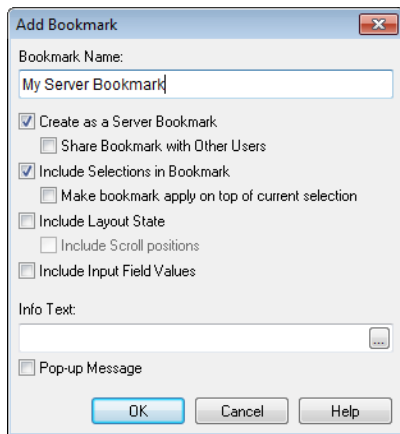 Add Bookmark
Bookmark Name:
My Server Bookmark
Create as a Server Bookmark
Share Bookmark with Other Users
Include Selections in Bookmark
Make bookmark apply on top of current selection
Include Layout State
Include Scroll positions
Include Input Field Values
Info Text:
...
Pop-up Message
OK Cancel Help